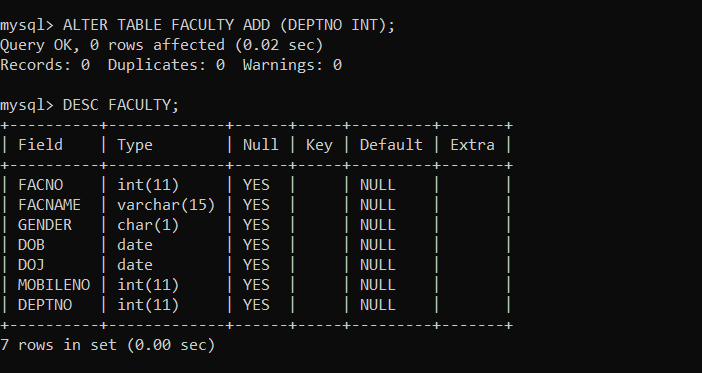 mysql> ALTER TABLE FACULTY ADD (DEPTNO INT);
Query OK, 0 rows affected (0.02 sec)
Records: 0  Duplicates: 0  Warnings: 0

mysql> DESC FACULTY;
+----------+-------------+------+-----+---------+-------+
| Field    | Type        | Null | Key | Default | Extra |
+----------+-------------+------+-----+---------+-------+
| FACNO    | int(11)     | YES  |     | NULL    |       |
| FACNAME  | varchar(15) | YES  |     | NULL    |       |
| GENDER   | char(1)     | YES  |     | NULL    |       |
| DOB      | date        | YES  |     | NULL    |       |
| DOJ      | date        | YES  |     | NULL    |       |
| MOBILENO | int(11)     | YES  |     | NULL    |       |
| DEPTNO   | int(11)     | YES  |     | NULL    |       |
+----------+-------------+------+-----+---------+-------+
7 rows in set (0.00 sec)